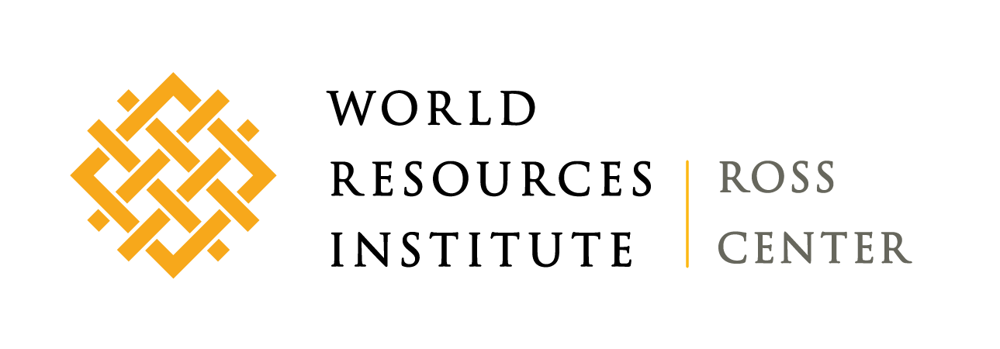 WORLD
RESOURCES
INSTITUTE
ROSS
CENTER